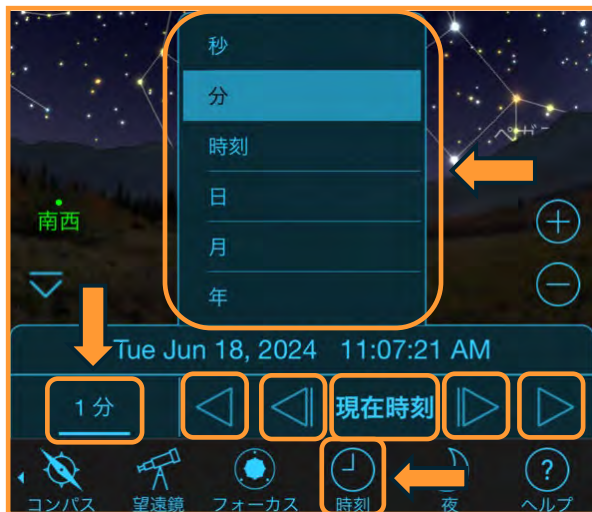 秒
分
時刻
ペガ
日
南西
月
年
Tue Jun 18, 2024 11:07:21 AM
1 分
現在時刻
コンパス 望遠鏡 フォーカス 時刻 夜 ヘルプ